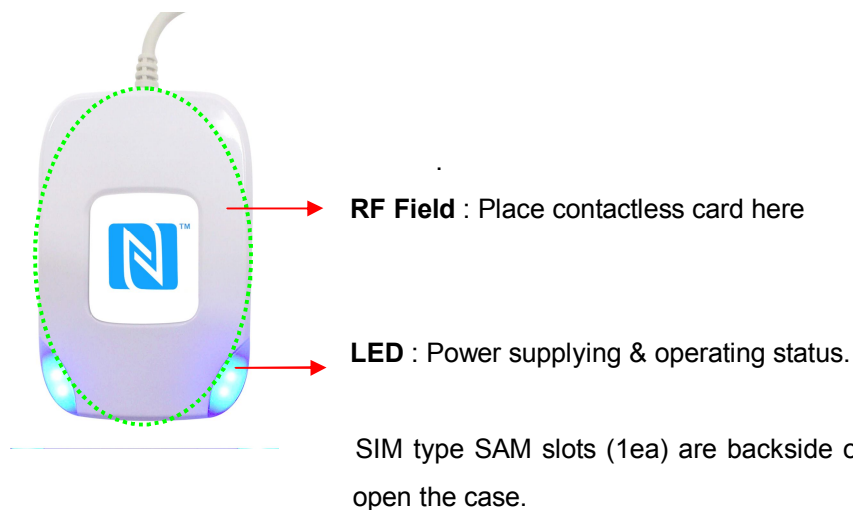 TM
RF Field : Place contactless card here
LED : Power supplying & operating status.
SIM type SAM slots (1ea) are backside
open the case.